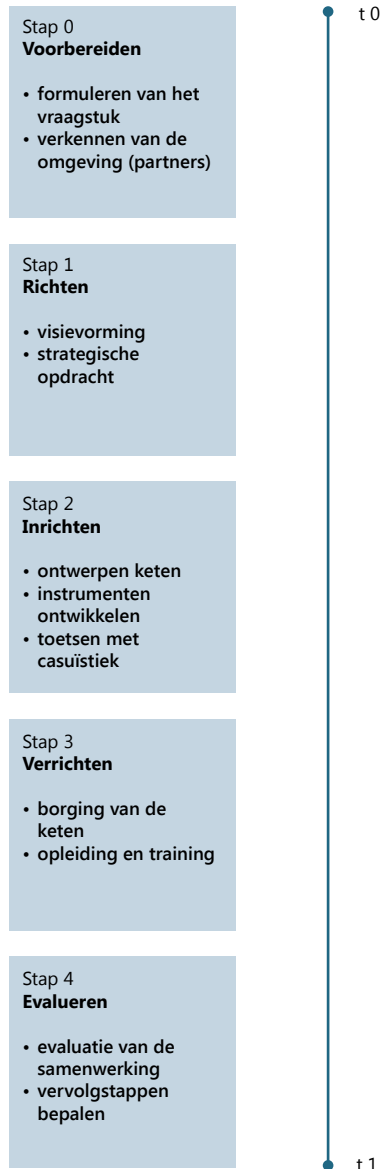 Stap 0
Voorbereiden
• formuleren van het
vraagstuk
• verkennen van de
omgeving (partners)
t 0
Stap 1
Richten
• visievorming
• strategische
opdracht
Stap 2
Inrichten
• ontwerpen keten
• instrumenten
ontwikkelen
• toetsen met
casuïstiek
Stap 3
Verrichten
• borging van de
keten
• opleiding en training
Stap 4
Evalueren
• evaluatie van de
samenwerking
• vervolgstappen
bepalen
t 1